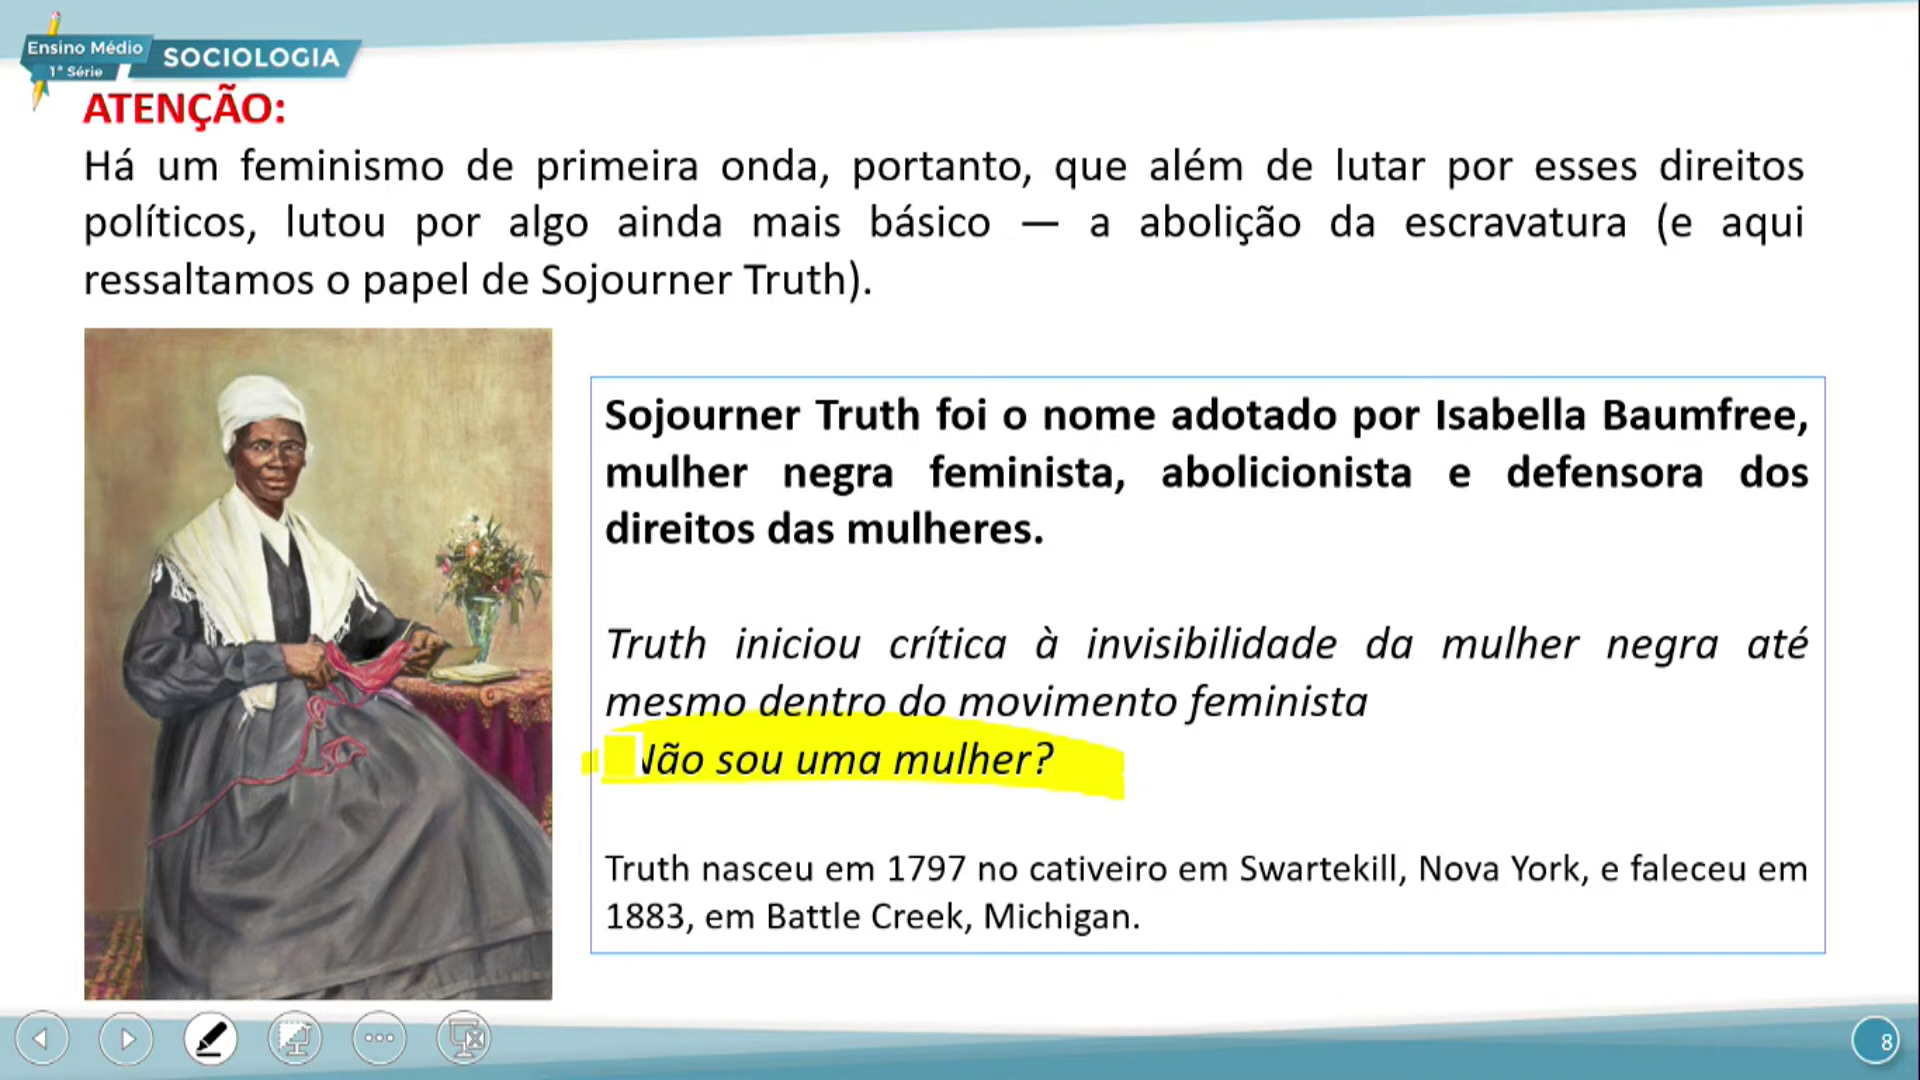 Ensino Médio
1ª Série
SOCIOLOGIA
ATENÇÃO:
Há um feminismo de primeira onda, portanto, que além de lutar por esses direitos
políticos, lutou por algo ainda mais básico — a abolição da escravatura (e aqui
ressaltamos o papel de Sojourner Truth).
Sojourner Truth foi o nome adotado por Isabella Baumfree,
mulher negra feminista, abolicionista e defensora dos
direitos das mulheres.
Truth iniciou crítica à invisibilidade da mulher negra até
mesmo dentro do movimento feminista
Não sou uma mulher?
Truth nasceu em 1797 no cativeiro em Swartekill, Nova York, e faleceu em
1883, em Battle Creek, Michigan.
8